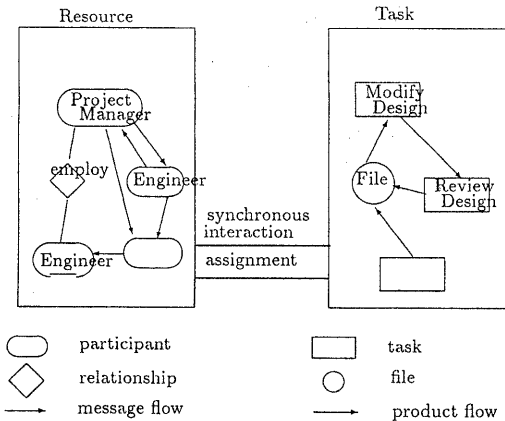 Resource
Task
Project
Manager
employ
Engineer
Engineer
Modify
Design
File
Review
Design
synchronous
interaction
assignment
participant
relationship
message flow
task
file
product flow